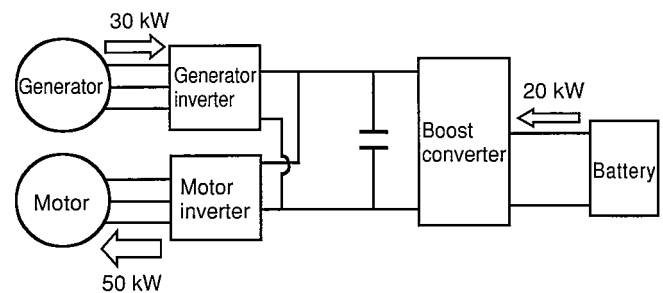 30 kW
Generator
Generator
inverter
20 kW
Boost
converter
Battery
Motor
Motor
inverter
50 kW